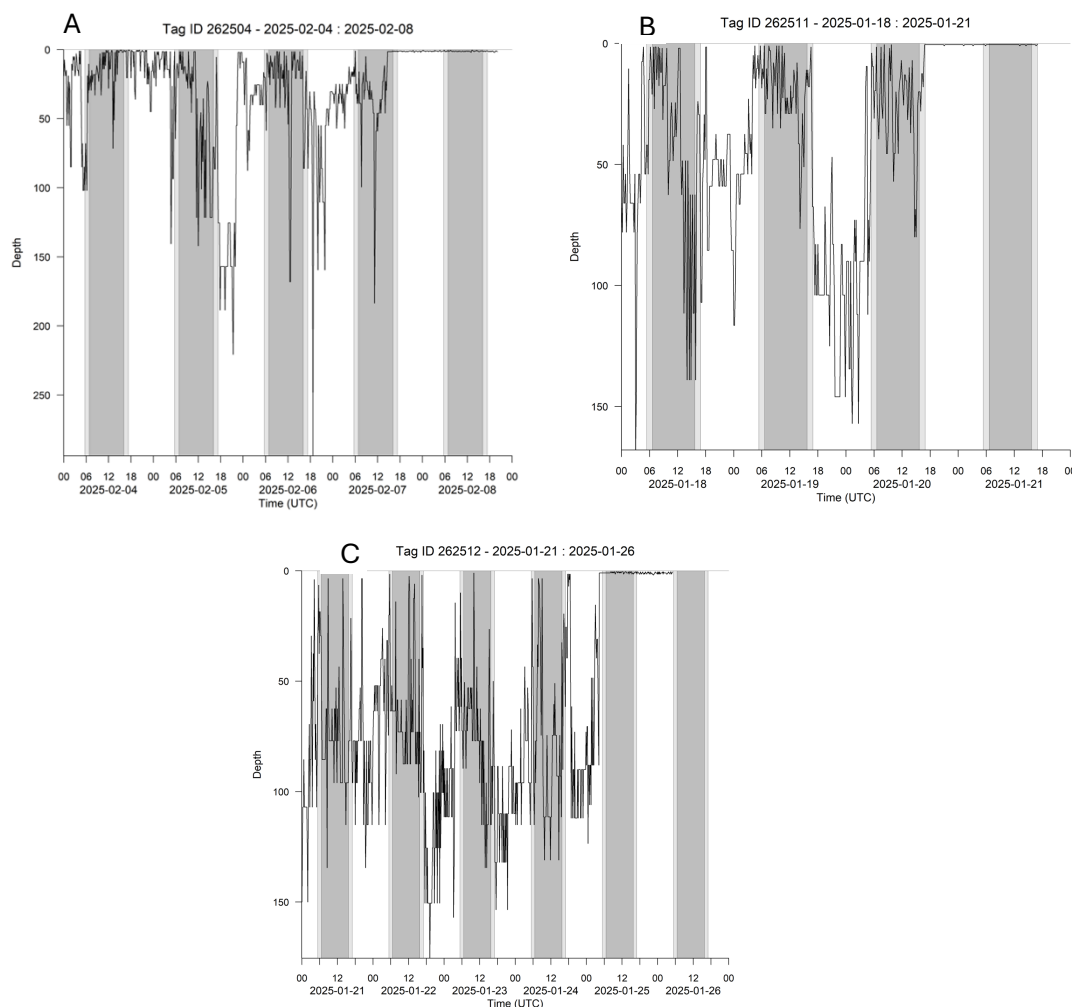 A
Tag ID 262504 - 2025-02-04 : 2025-02-08
0
50
100
150
200
250
Depth
00 06 12 18 00 06 12 18 00 06 12 18 00 06 12 18 00 06 12 18 00
2025-02-04 2025-02-05 2025-02-06 2025-02-07 2025-02-08
Time (UTC)
B
Tag ID 262511 - 2025-01-18 : 2025-01-21
0
50
100
150
Depth
00 06 12 18 00 06 12 18 00 06 12 18 00 06 12 18 00
2025-01-18 2025-01-19 2025-01-20 2025-01-21
Time (UTC)
C
Tag ID 262512 - 2025-01-21 : 2025-01-26
0
50
100
150
Depth
00 12 00 12 00 12 00 12 00 12 00 12 00
2025-01-21 2025-01-22 2025-01-23 2025-01-24 2025-01-25 2025-01-26
Time (UTC)